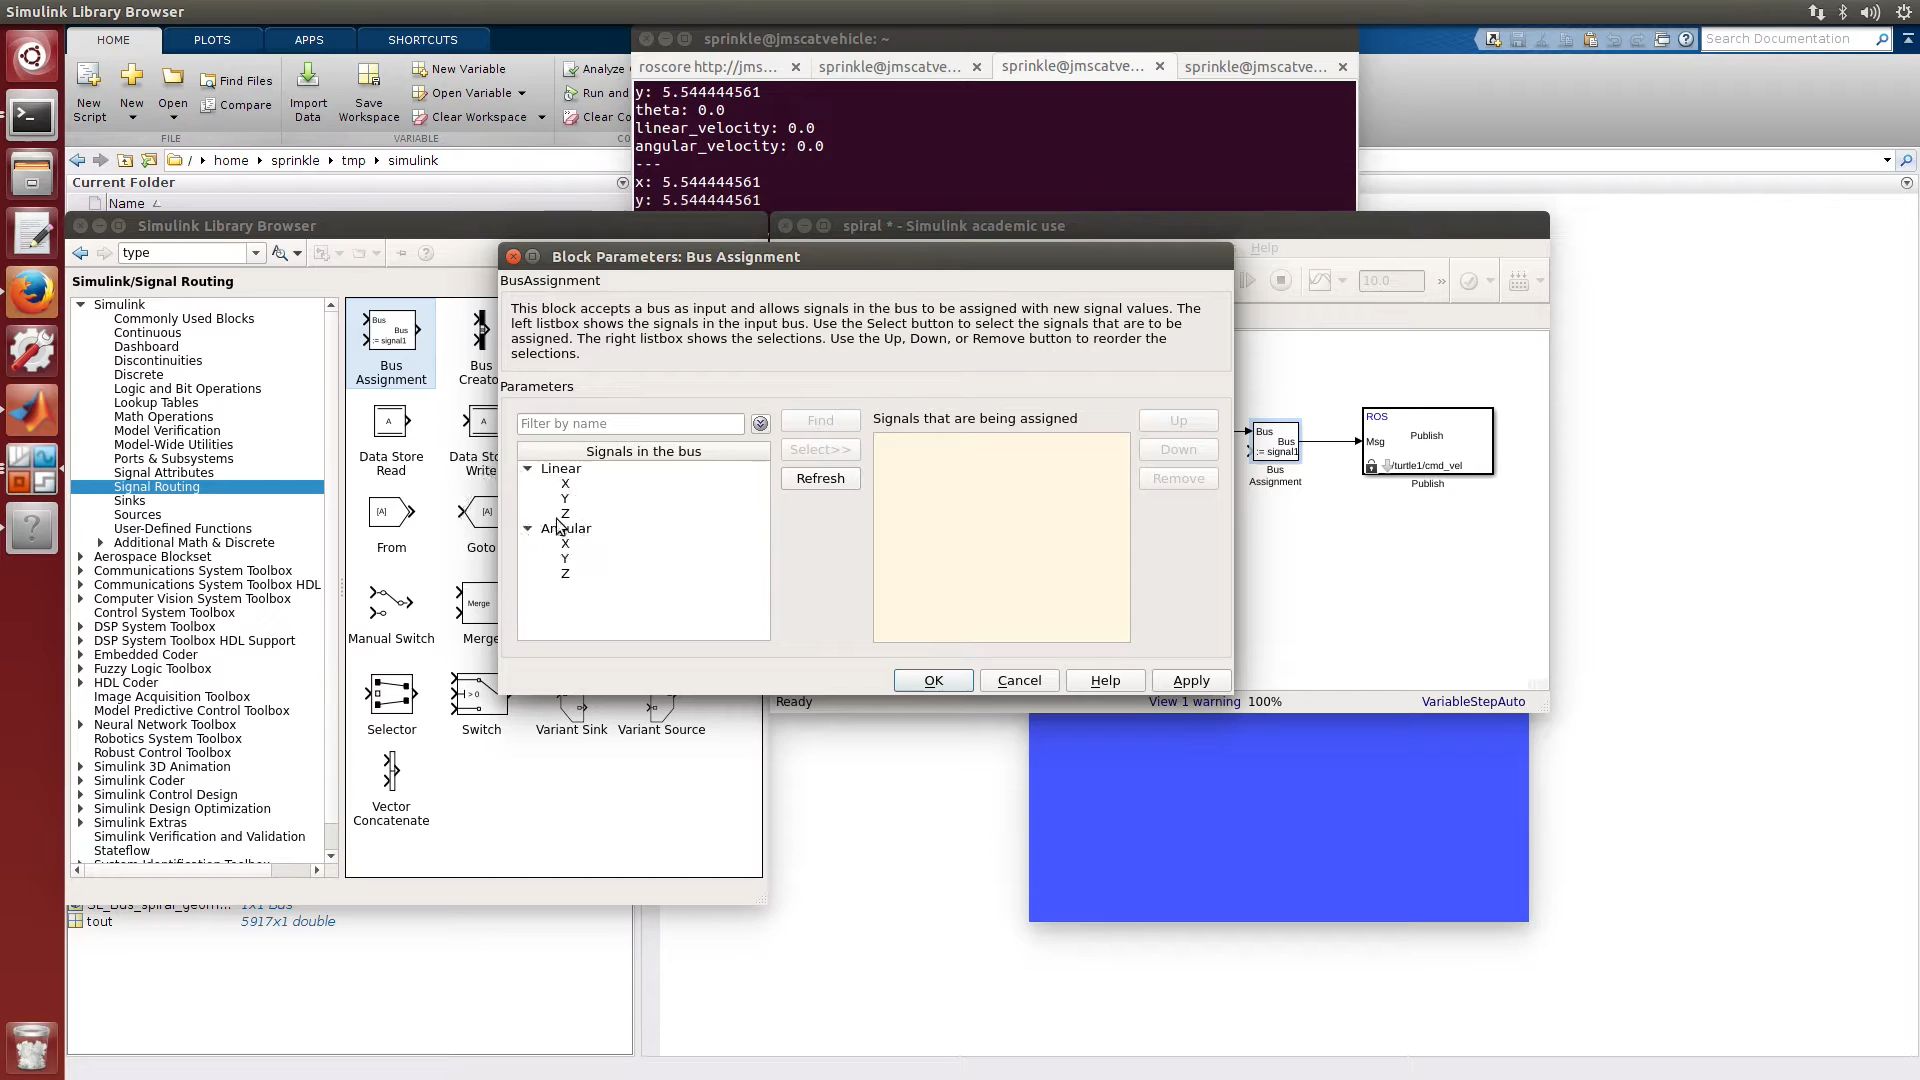 Simulink Library Browser
HOME
PLOTS
APPS
SHORTCUTS
sprinkle@jmscatvehicle: ~
Search Documentation
roscore http://jms...
sprinkle@jmscatve...
sprinkle@jmscatve...
sprinkle@jmscatve...
New Script
New
Open
Find Files
Compare
Import Data
Save Workspace
New Variable
Open Variable
Clear Workspace
Analyze
Run and
Clear Co
FILE
VARIABLE
y: 5.544444561
theta: 0.0
linear_velocity: 0.0
angular_velocity: 0.0
---
x: 5.544444561
y: 5.544444561
/ home sprinkle tmp simulink
Current Folder
Name
Simulink Library Browser
type
Simulink/Signal Routing
Simulink
Commonly Used Blocks
Continuous
Dashboard
Discontinuities
Discrete
Logic and Bit Operations
Lookup Tables
Math Operations
Model Verification
Model-Wide Utilities
Ports & Subsystems
Signal Attributes
Signal Routing
Sinks
Sources
User-Defined Functions
Additional Math & Discrete
Aerospace Blockset
Communications System Toolbox
Communications System Toolbox HDL
Computer Vision System Toolbox
Control System Toolbox
DSP System Toolbox
DSP System Toolbox HDL Support
Embedded Coder
Fuzzy Logic Toolbox
HDL Coder
Image Acquisition Toolbox
Model Predictive Control Toolbox
Neural Network Toolbox
Robotics System Toolbox
Robust Control Toolbox
Simulink 3D Animation
Simulink Coder
Simulink Control Design
Simulink Design Optimization
Simulink Extras
Simulink Verification and Validation
Stateflow
Bus
Bus
:= signal1
Bus Assignment
Bus
Creato
A
Data Store Read
A
Data Sto
Write
[A]
From
[A]
Goto
Manual Switch
Merge
Merge
Selector
> 0
Switch
Variant Sink
Variant Source
Vector Concatenate
tout
1x1 Bus
5917x1 double
spiral * - Simulink academic use
Help
10.0
»
Bus
Bus
:= signal1
Bus Assignment
ROS
Msg
Publish
/turtle1/cmd_vel
Publish
Ready
View 1 warning
100%
VariableStepAuto
Block Parameters: Bus Assignment
BusAssignment
This block accepts a bus as input and allows signals in the bus to be assigned with new signal values. The
left listbox shows the signals in the input bus. Use the Select button to select the signals that are to be
assigned. The right listbox shows the selections. Use the Up, Down, or Remove button to reorder the
selections.
Parameters
Filter by name
Signals in the bus
Linear
X
Y
Z
Angular
X
Y
Z
Find
Select>>
Refresh
Signals that are being assigned
Up
Down
Remove
OK
Cancel
Help
Apply